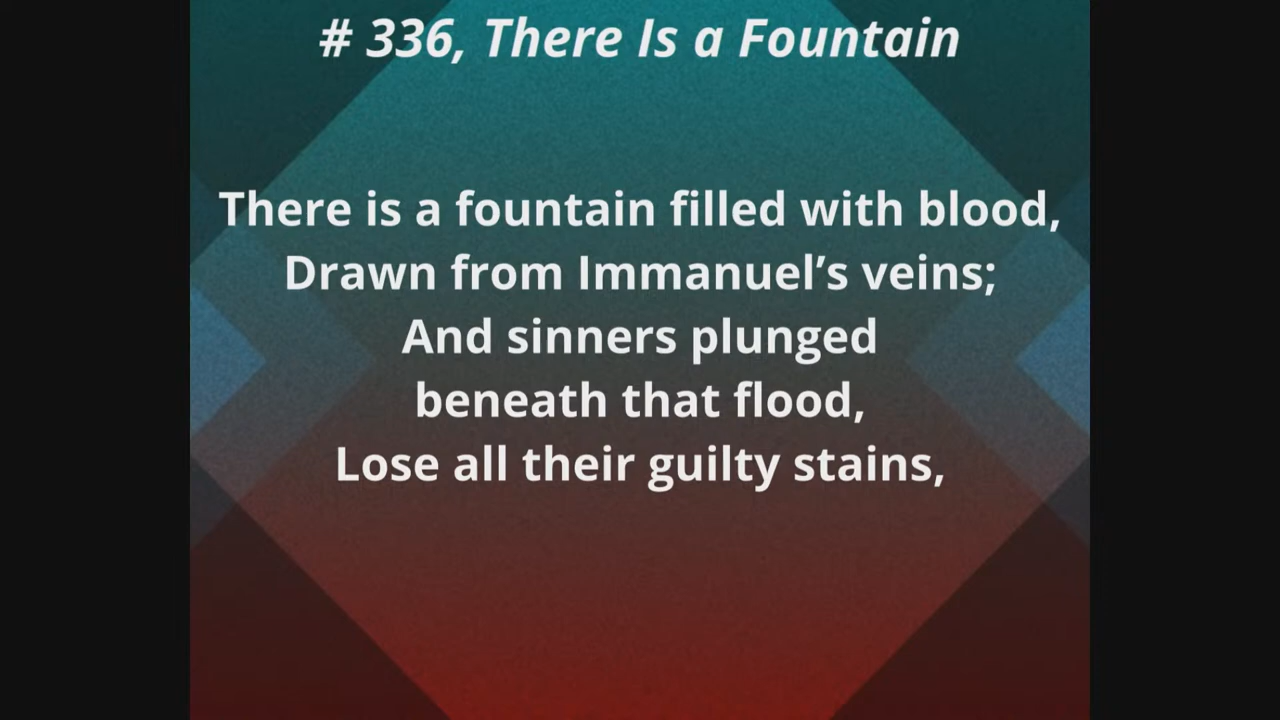 # 336, There Is a Fountain
There is a fountain filled with blood,
Drawn from Immanuel’s veins;
And sinners plunged
beneath that flood,
Lose all their guilty stains,